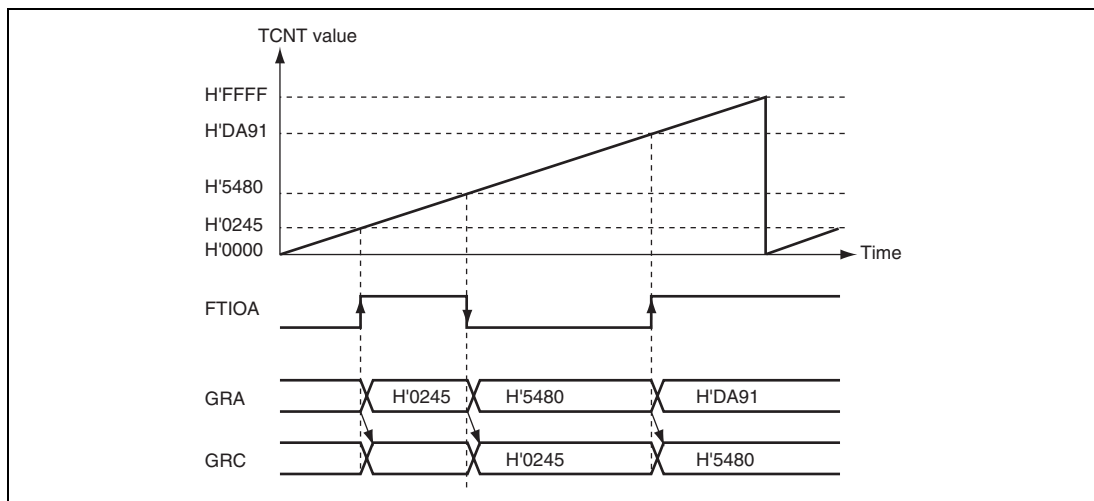 TCNT value
H'FFFF
H'DA91
H'5480
H'0245
H'0000
Time
FTIOA
GRA H'0245 H'5480 H'DA91
GRC H'0245 H'5480